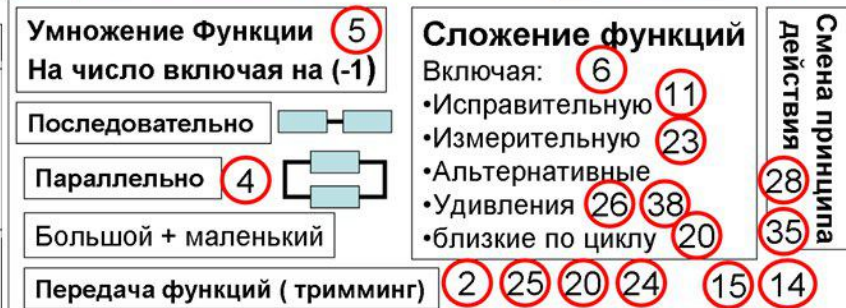 Умножение Функции 5
На число включая на (-1)
Последовательно
Параллельно 4
Большой + маленький
Передача функций ( тримминг) 2 25 20 24 15 14
Сложение функций
Включая: 6
•Исправительную 11
•Измерительную 23
•Альтернативные
•Удивления 26 38
•близкие по циклу 20
Смена принципа
действия 28
35